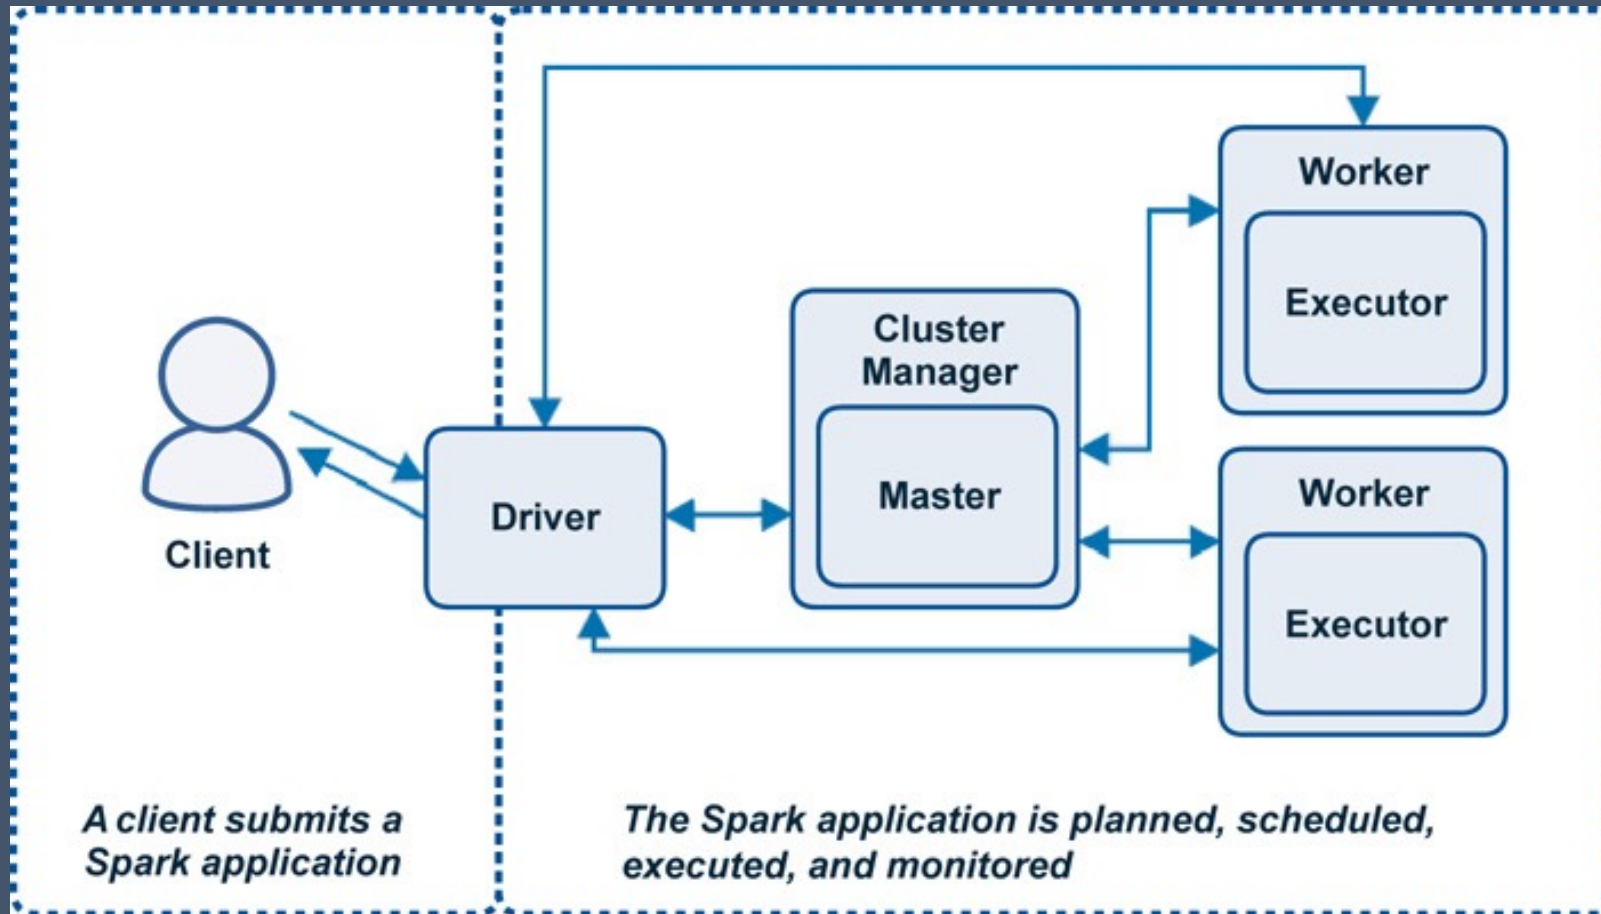 Client
Driver
Cluster
Manager
Master
Worker
Executor
Worker
Executor
A client submits a
Spark application
The Spark application is planned, scheduled,
executed, and monitored